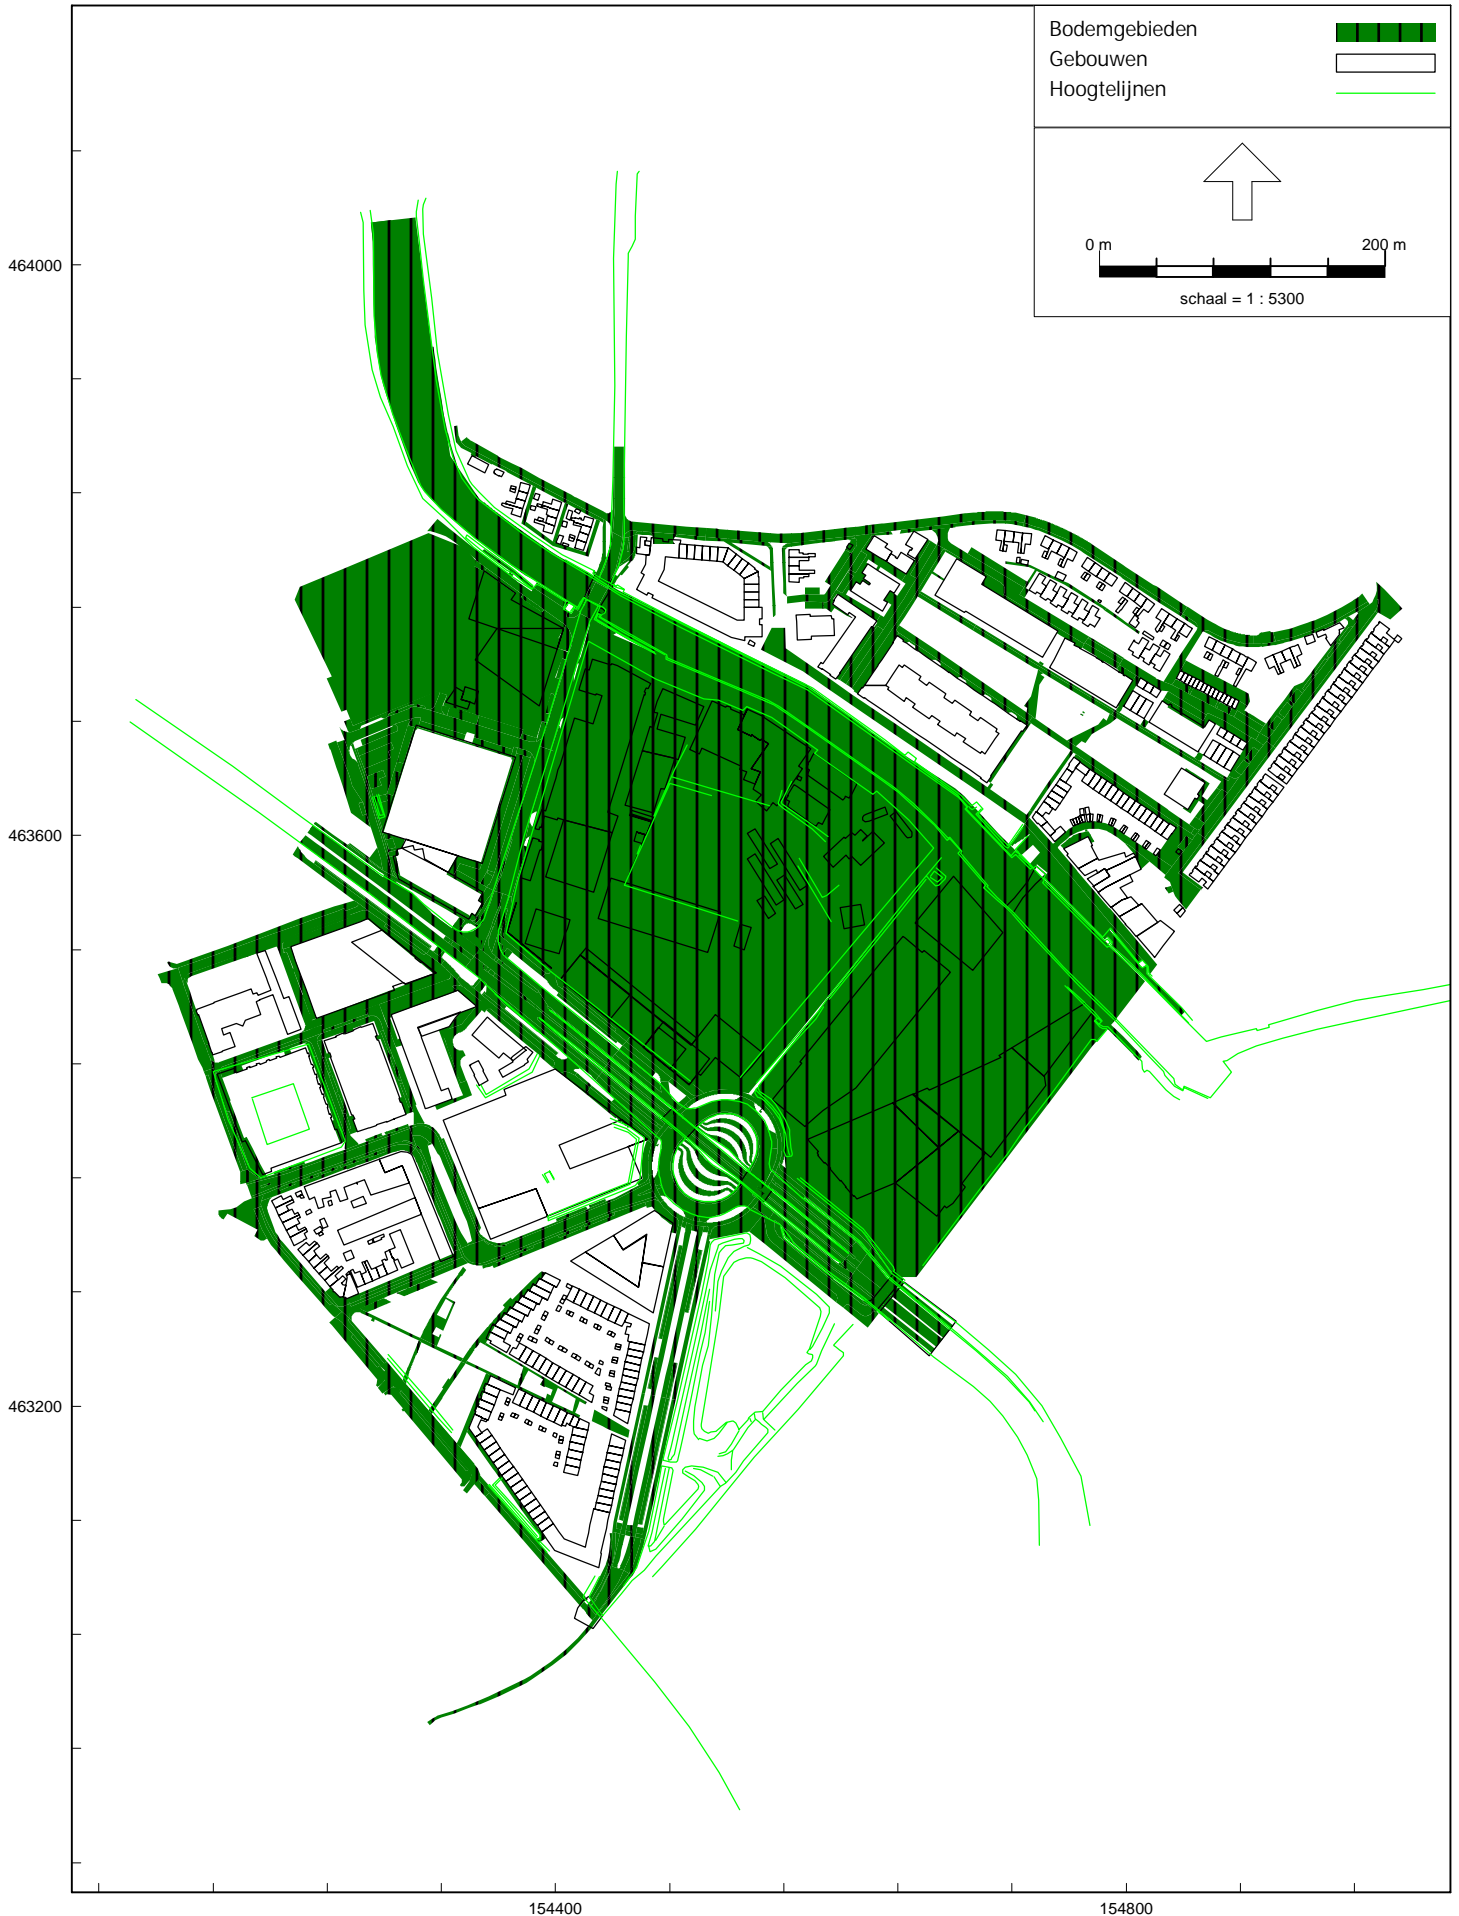 Bodemgebieden
Gebouwen
Hoogtelijnen
0 m 200 m
schaal = 1 : 5300
464000
463600
463200
154400 154800